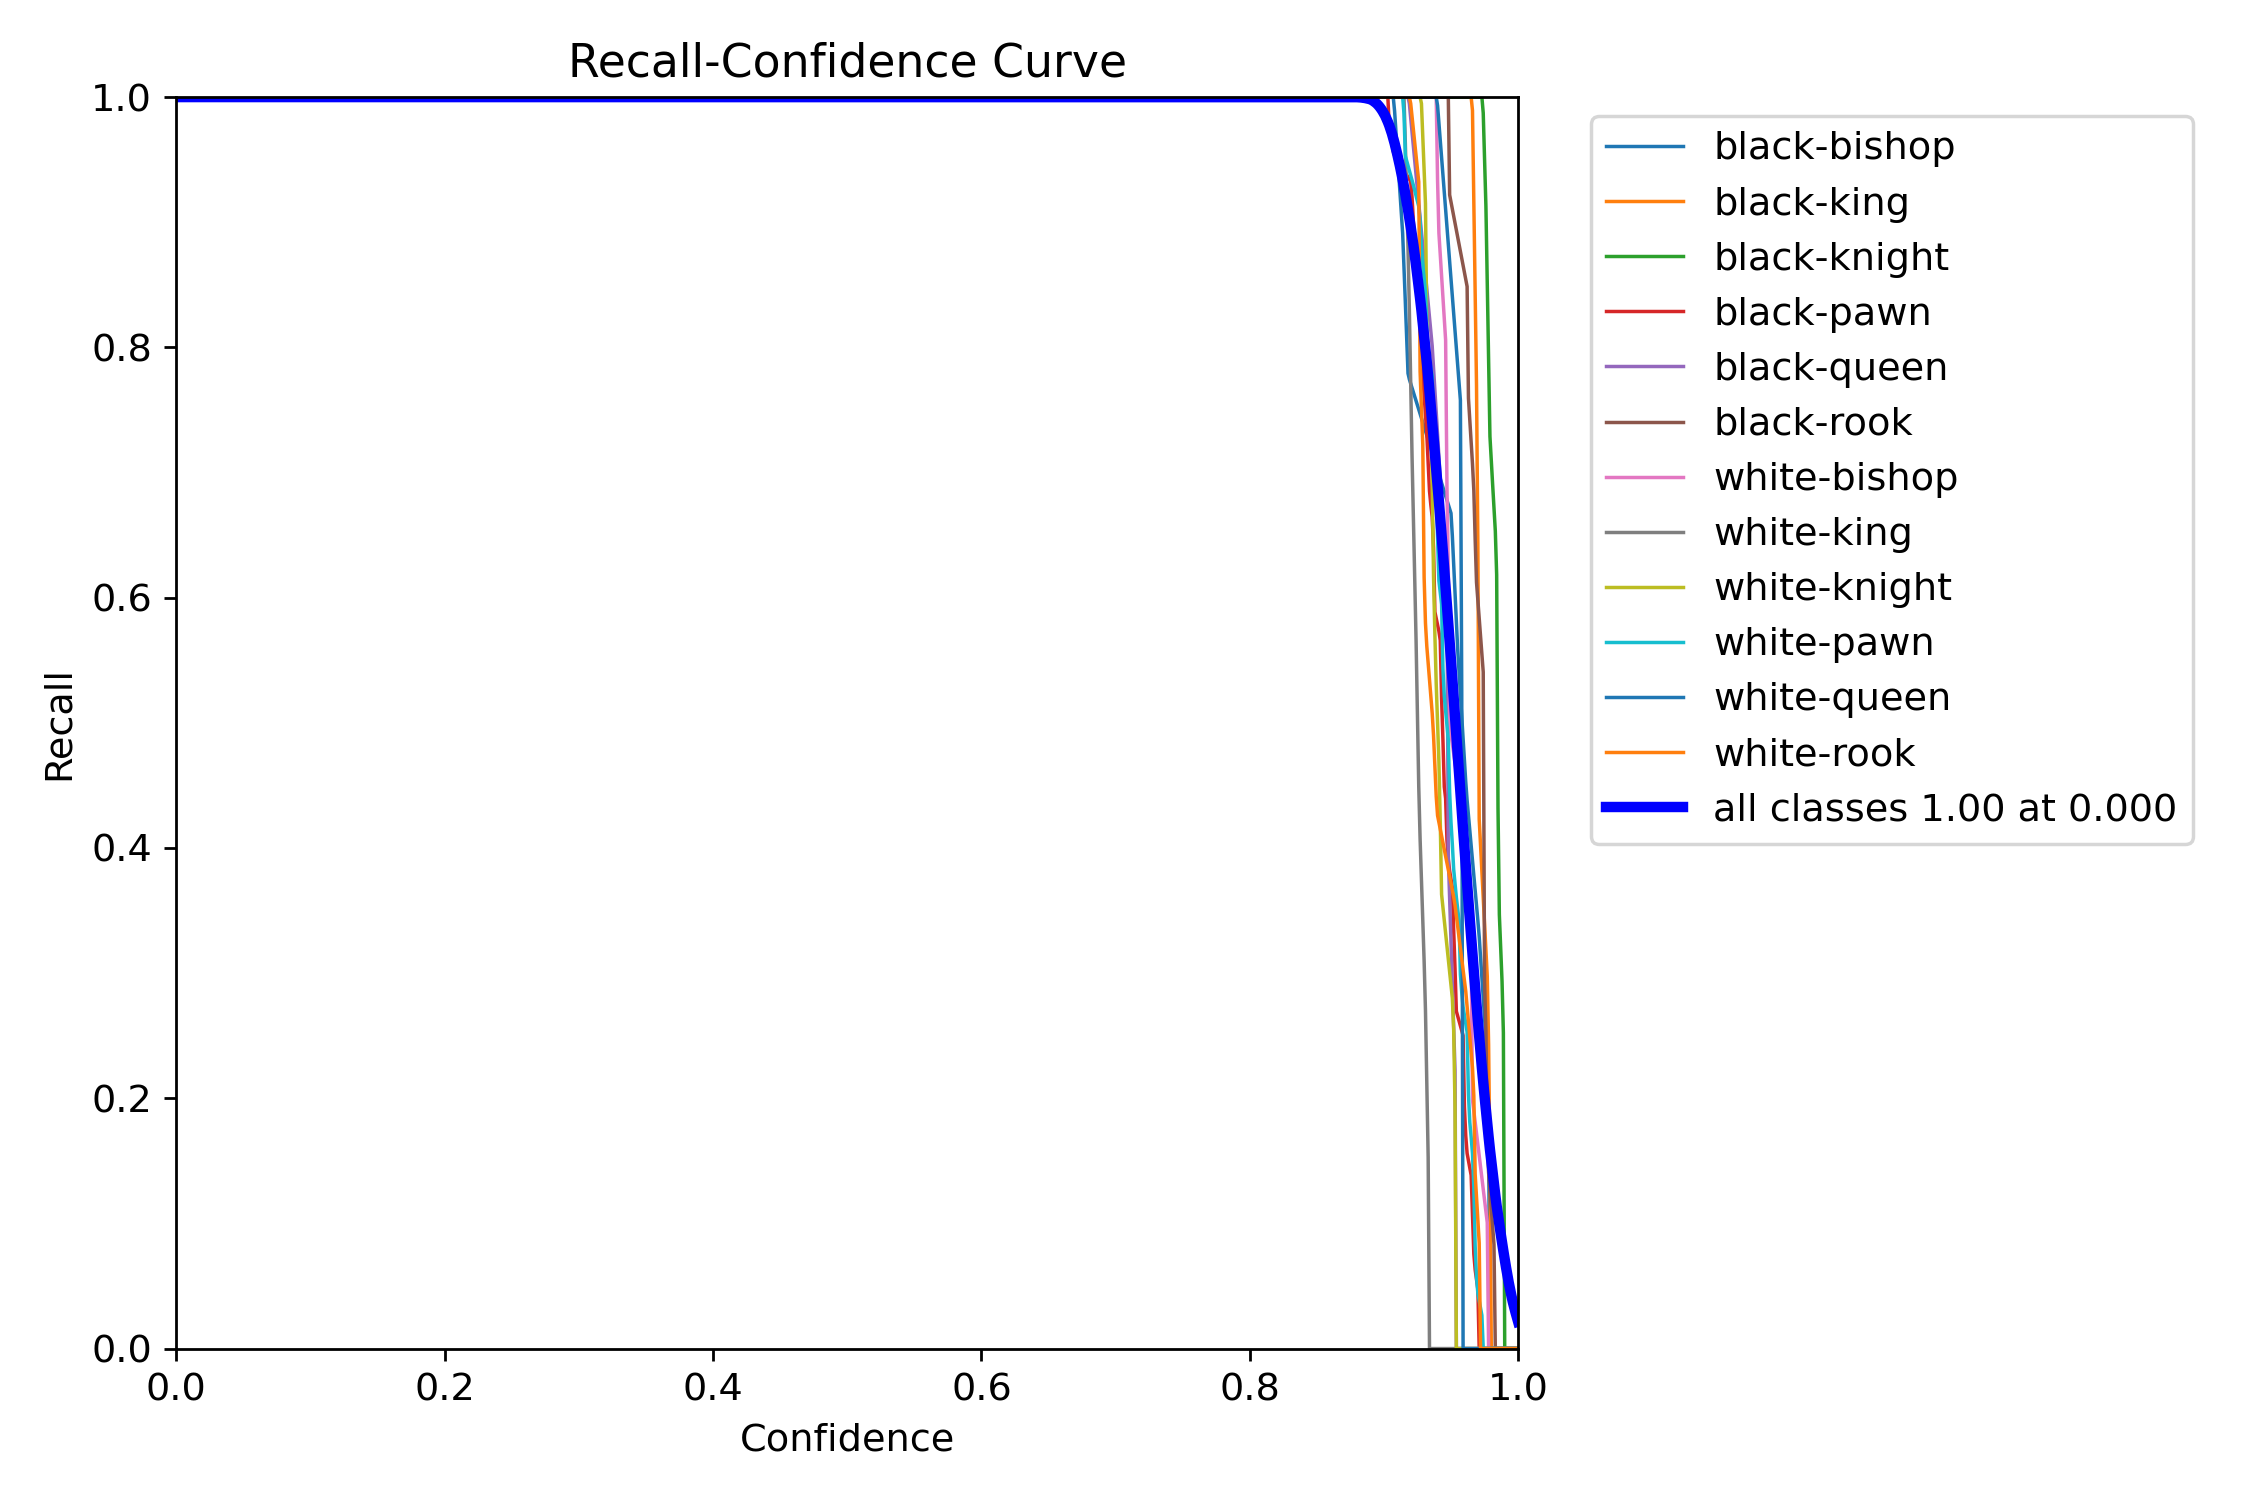 Recall-Confidence Curve
1.0
0.8
0.6
0.4
0.2
0.0
Recall
0.0 0.2 0.4 0.6 0.8 1.0
Confidence
black-bishop
black-king
black-knight
black-pawn
black-queen
black-rook
white-bishop
white-king
white-knight
white-pawn
white-queen
white-rook
all classes 1.00 at 0.000